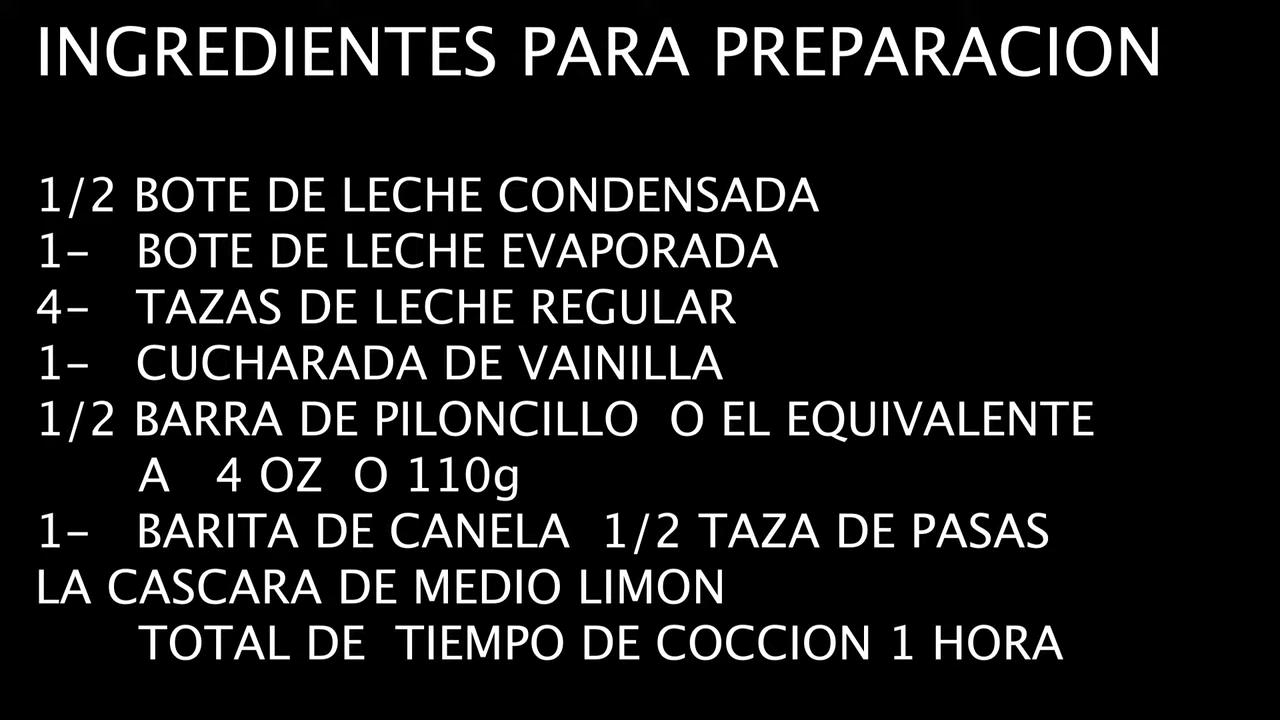 INGREDIENTES PARA PREPARACION
1/2 BOTE DE LECHE CONDENSADA
1- BOTE DE LECHE EVAPORADA
4- TAZAS DE LECHE REGULAR
1- CUCHARADA DE VAINILLA
1/2 BARRA DE PILONCILLO O EL EQUIVALENTE
A 4 OZ O 110g
1- BARITA DE CANELA 1/2 TAZA DE PASAS
LA CASCARA DE MEDIO LIMON
TOTAL DE TIEMPO DE COCCION 1 HORA